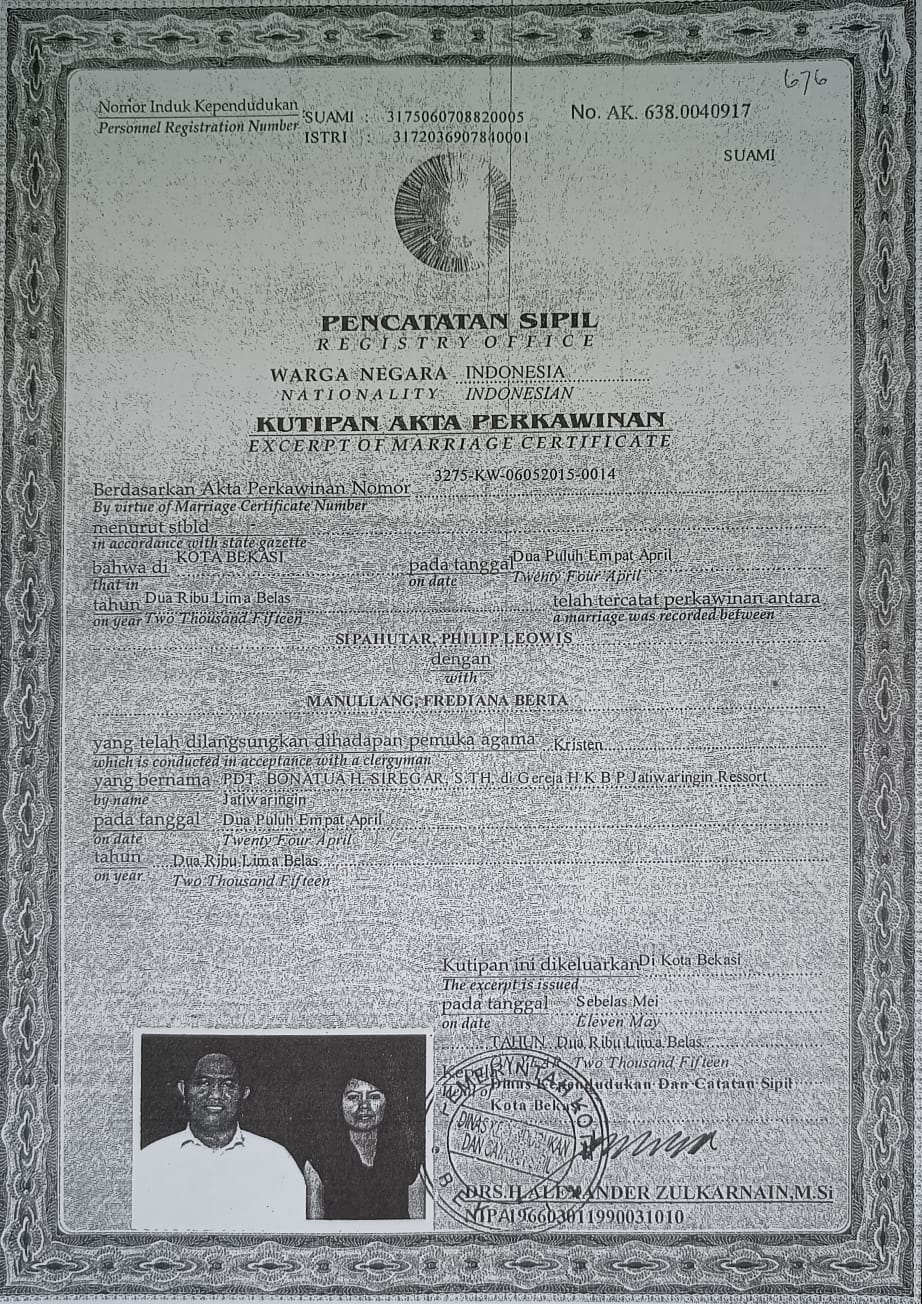 676
Nomor Induk Kependudukan
Personnel Registration Number
SUAMI : 3175060708820005
ISTRI : 3172036907840001
No. AK. 638.0040917
SUAMI
PENCATATAN SIPIL
REGISTRY OFFICE
WARGA NEGARA INDONESIA
NATIONALITY INDONESIAN
KUTIPAN AKTA PERKAWINAN
EXCERPT OF MARRIAGE CERTIFICATE
Berdasarkan Akta Perkawinan Nomor 3275-KW-06052015-0014
By virtue of Marriage Certificate Number
menurut stbld
in accordance with state gazette
bahwa di KOTA BEKASI pada tanggal Dua Puluh Empat April
that in on date Twenty Four April
tahun Dua Ribu Lima Belas telah tercatat perkawinan antara
on year Two Thousand Fifteen a marriage was recorded between
SIPAHUTAR, PHILIP LEOWIS
dengan
with
MANULLANG, FREDIANA BERTA
yang telah dilangsungkan dihadapan pemuka agama Kristen
which is conducted in acceptance with a clergyman
yang bernama PDT. BONATUA H. SIREGAR, S.TH. di Gereja H K B P Jatiwaringin Ressort
by name Jatiwaringin
pada tanggal Dua Puluh Empat April
on date Twenty Four April
tahun Dua Ribu Lima Belas
on year Two Thousand Fifteen
Kutipan ini dikeluarkan Di Kota Bekasi
The excerpt is issued
pada tanggal Sebelas Mei
on date Eleven May
TAHUN Dua Ribu Lima Belas
ON YEAR Two Thousand Fifteen
Dinas Kependudukan Dan Catatan Sipil
Kota Bekasi
PEMERINTAH KOTA
DINAS KEPENDUDUKAN
DAN CATATAN SIPIL
DRS.H.ALEXANDER ZULKARNAIN,M.Si
196603011990031010